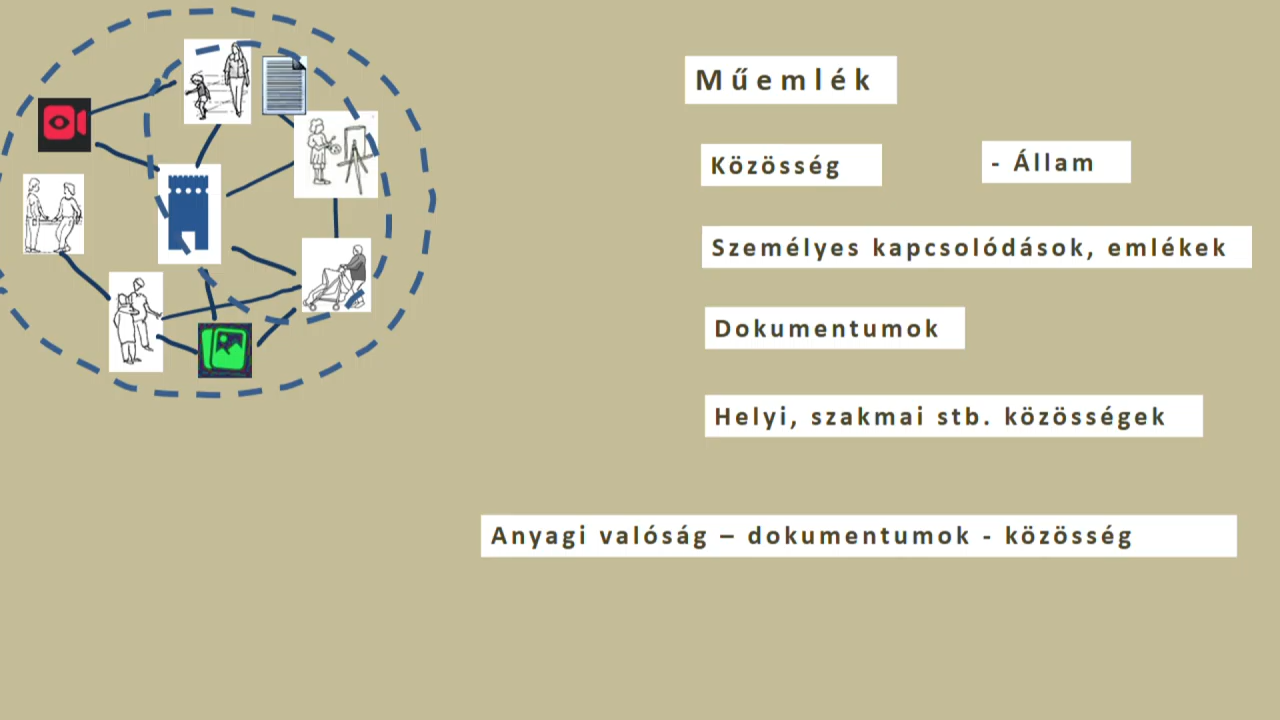 Műemlék
Közösség
- Állam
Személyes kapcsolódások, emlékek
Dokumentumok
Helyi, szakmai stb. közösségek
Anyagi valóság – dokumentumok - közösség